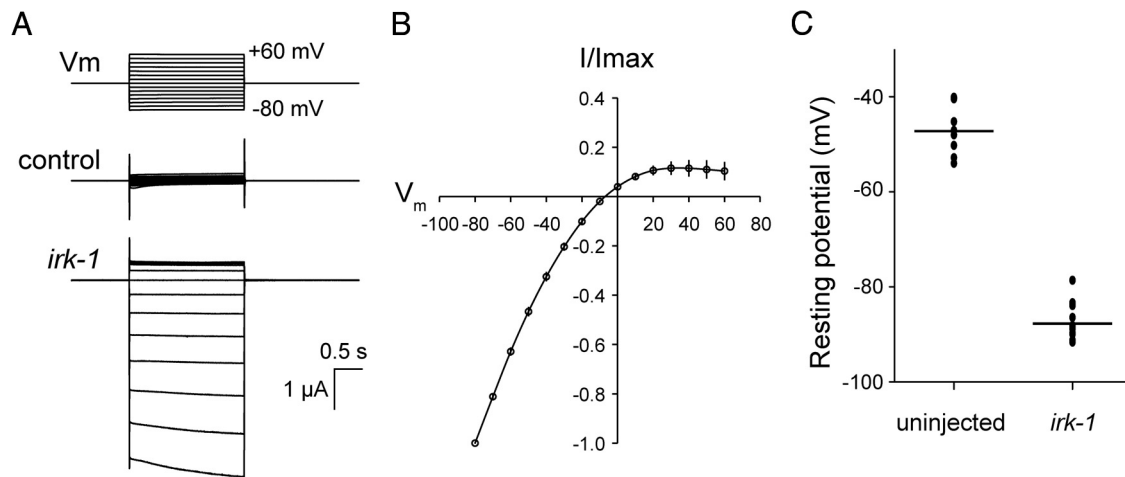 A
Vm
+60 mV
-80 mV
control
irk-1
0.5 s
1 µA
B
I/Imax
0.4
0.2
Vm
-100 -80 -60 -40 -20 20 40 60 80
-0.2
-0.4
-0.6
-0.8
-1.0
C
Resting potential (mV)
-40
-60
-80
-100
uninjected irk-1